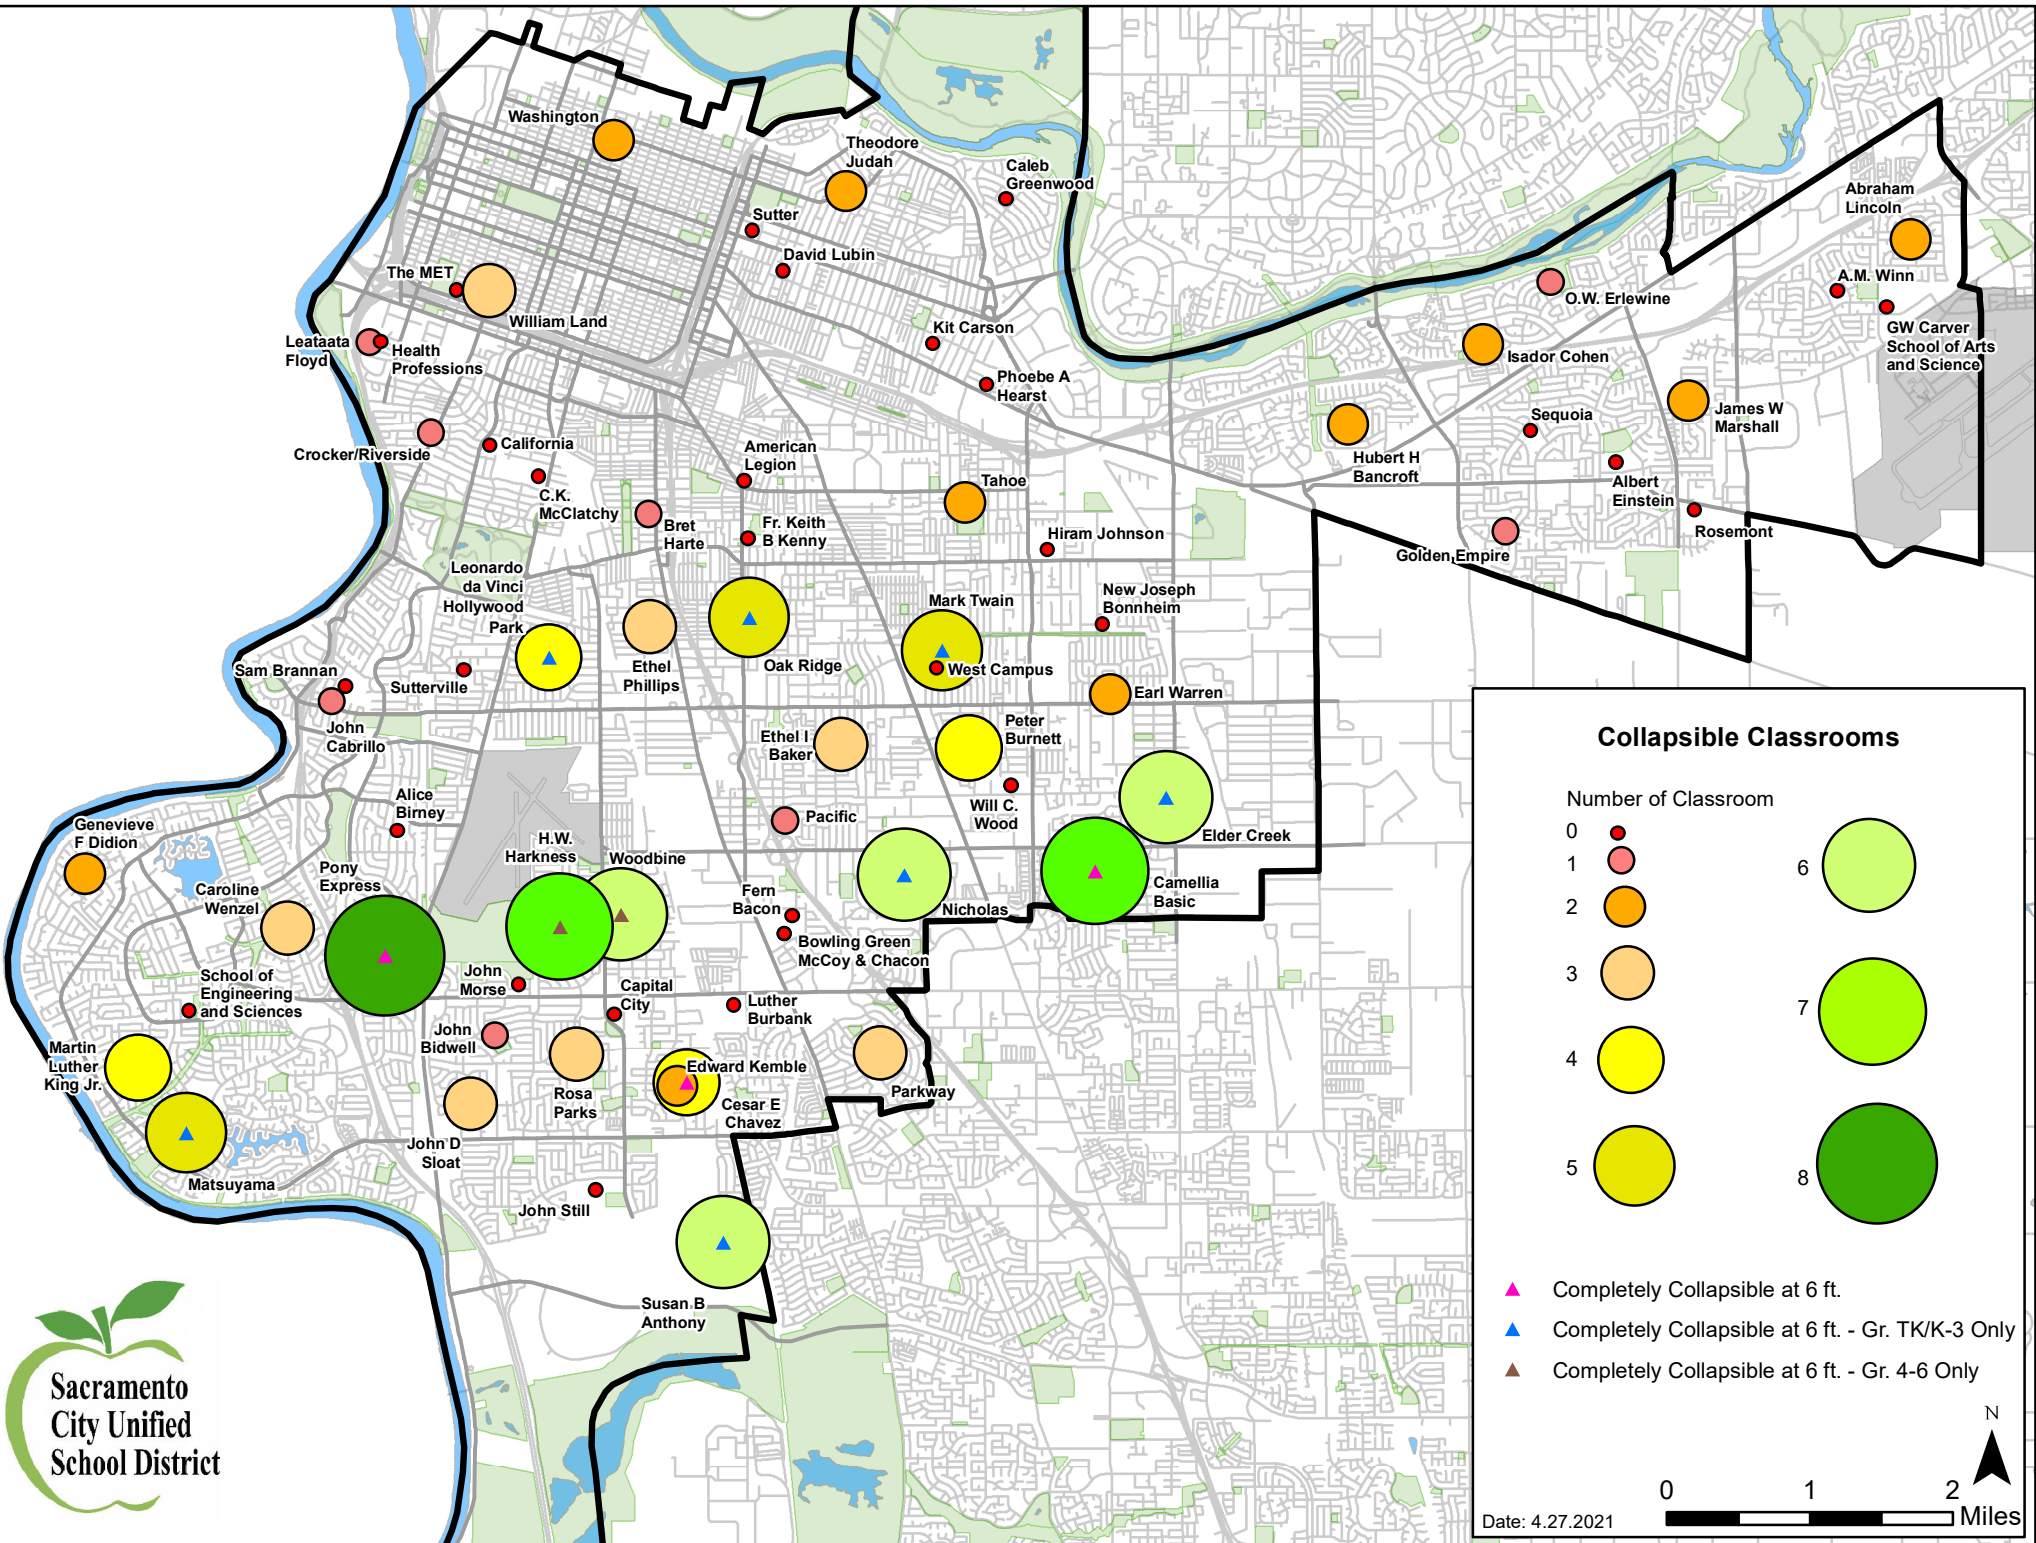 Washington
Theodore
Judah
Caleb
Greenwood
Abraham
Lincoln
Sutter
David Lubin
The MET
A.M. Winn
O.W. Erlewine
William Land
Kit Carson
GW Carver
School of Arts
and Science
Leataata
Floyd
Health
Professions
Isador Cohen
Phoebe A
Hearst
James W
Marshall
Sequoia
Crocker/Riverside
California
American
Legion
Hubert H
Bancroft
Tahoe
Albert
Einstein
C.K.
McClatchy
Bret
Harte
Fr. Keith
B Kenny
Hiram Johnson
Rosemont
Golden Empire
Leonardo
da Vinci
Hollywood
Park
Mark Twain
New Joseph
Bonnheim
Ethel
Phillips
Oak Ridge
West Campus
Sam Brannan
Sutterville
Earl Warren
John
Cabrillo
Ethel I
Baker
Peter
Burnett
Alice
Birney
Will C.
Wood
Pacific
Elder Creek
Genevieve
F Didion
H.W.
Harkness
Woodbine
Pony
Express
Caroline
Wenzel
Fern
Bacon
Nicholas
Camellia
Basic
Bowling Green
McCoy & Chacon
School of
Engineering
and Sciences
John
Morse
Capital
City
Luther
Burbank
John
Bidwell
Martin
Luther
King Jr.
Rosa
Parks
Edward Kemble
Cesar E
Chavez
Parkway
John D
Sloat
Matsuyama
John Still
Susan B
Anthony
Sacramento
City Unified
School District
Collapsible Classrooms
Number of Classroom
0
1
2
3
4
5
6
7
8
Completely Collapsible at 6 ft.
Completely Collapsible at 6 ft. - Gr. TK/K-3 Only
Completely Collapsible at 6 ft. - Gr. 4-6 Only
N
0 1 2
Miles
Date: 4.27.2021